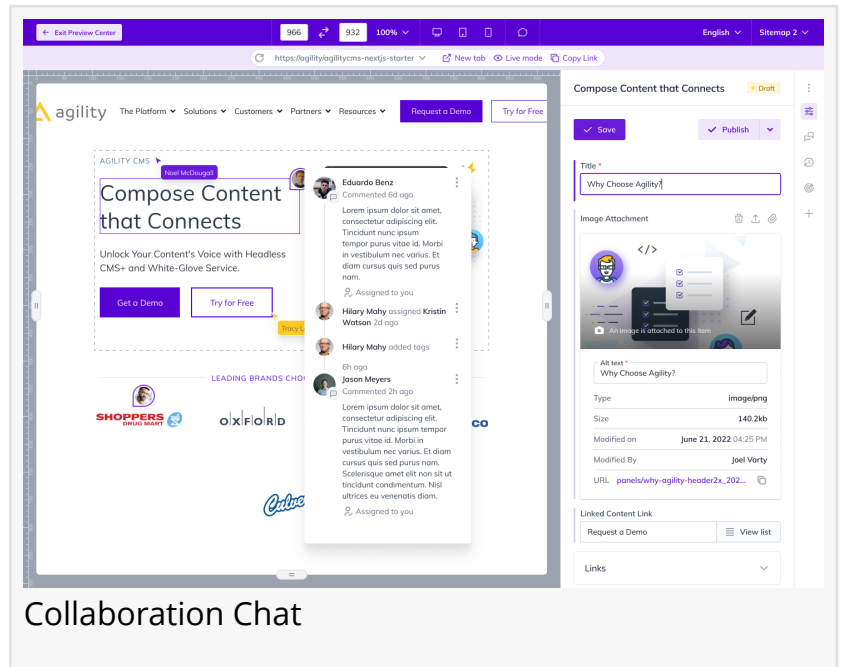 Exit Preview Center
966
932
100%
English
Sitemap 2
https://agility/agilitycms-nextjs-starter
New tab
Live mode
Copy Link
agility
The Platform
Solutions
Customers
Partners
Resources
Request a Demo
Try for Free
AGILITY CMS
Noel McDougall
Compose Content
that Connects
Unlock Your Content's Voice with Headless
CMS+ and White-Glove Service.
Get a Demo
Try for Free
Tracy
LEADING BRANDS
SHOPPERS
DRUG MART
OXFORD
Eduardo Benz
Commented 6d ago
Lorem ipsum dolor sit amet,
consectetur adipiscing elit.
Tincidunt nunc ipsum
tempor purus vitae id. Morbi
in vestibulum nec varius. Et
diam cursus quis sed purus
nam.
Assigned to you
Hilary Mahy assigned Kristin
Watson 2d ago
Hilary Mahy added tags
6h ago
Jason Meyers
Commented 2h ago
Lorem ipsum dolor sit amet,
consectetur adipiscing elit.
Tincidunt nunc ipsum tempor
purus vitae id. Morbi in
vestibulum nec varius. Et diam
cursus quis sed purus nam.
Scelerisque amet elit non sit ut
tincidunt condimentum. Nisl
ultrices eu venenatis diam.
Assigned to you
Compose Content that Connects
Draft
Save
Publish
Title *
Why Choose Agility?
Image Attachment
An image is attached to this item
Alt text *
Why Choose Agility?
Type image/png
Size 140.2kb
Modified on June 21, 2022 04:25 PM
Modified By Joel Varty
URL panels/why-agility-header2x_202...
Linked Content Link
Request a Demo
View list
Links
Collaboration Chat